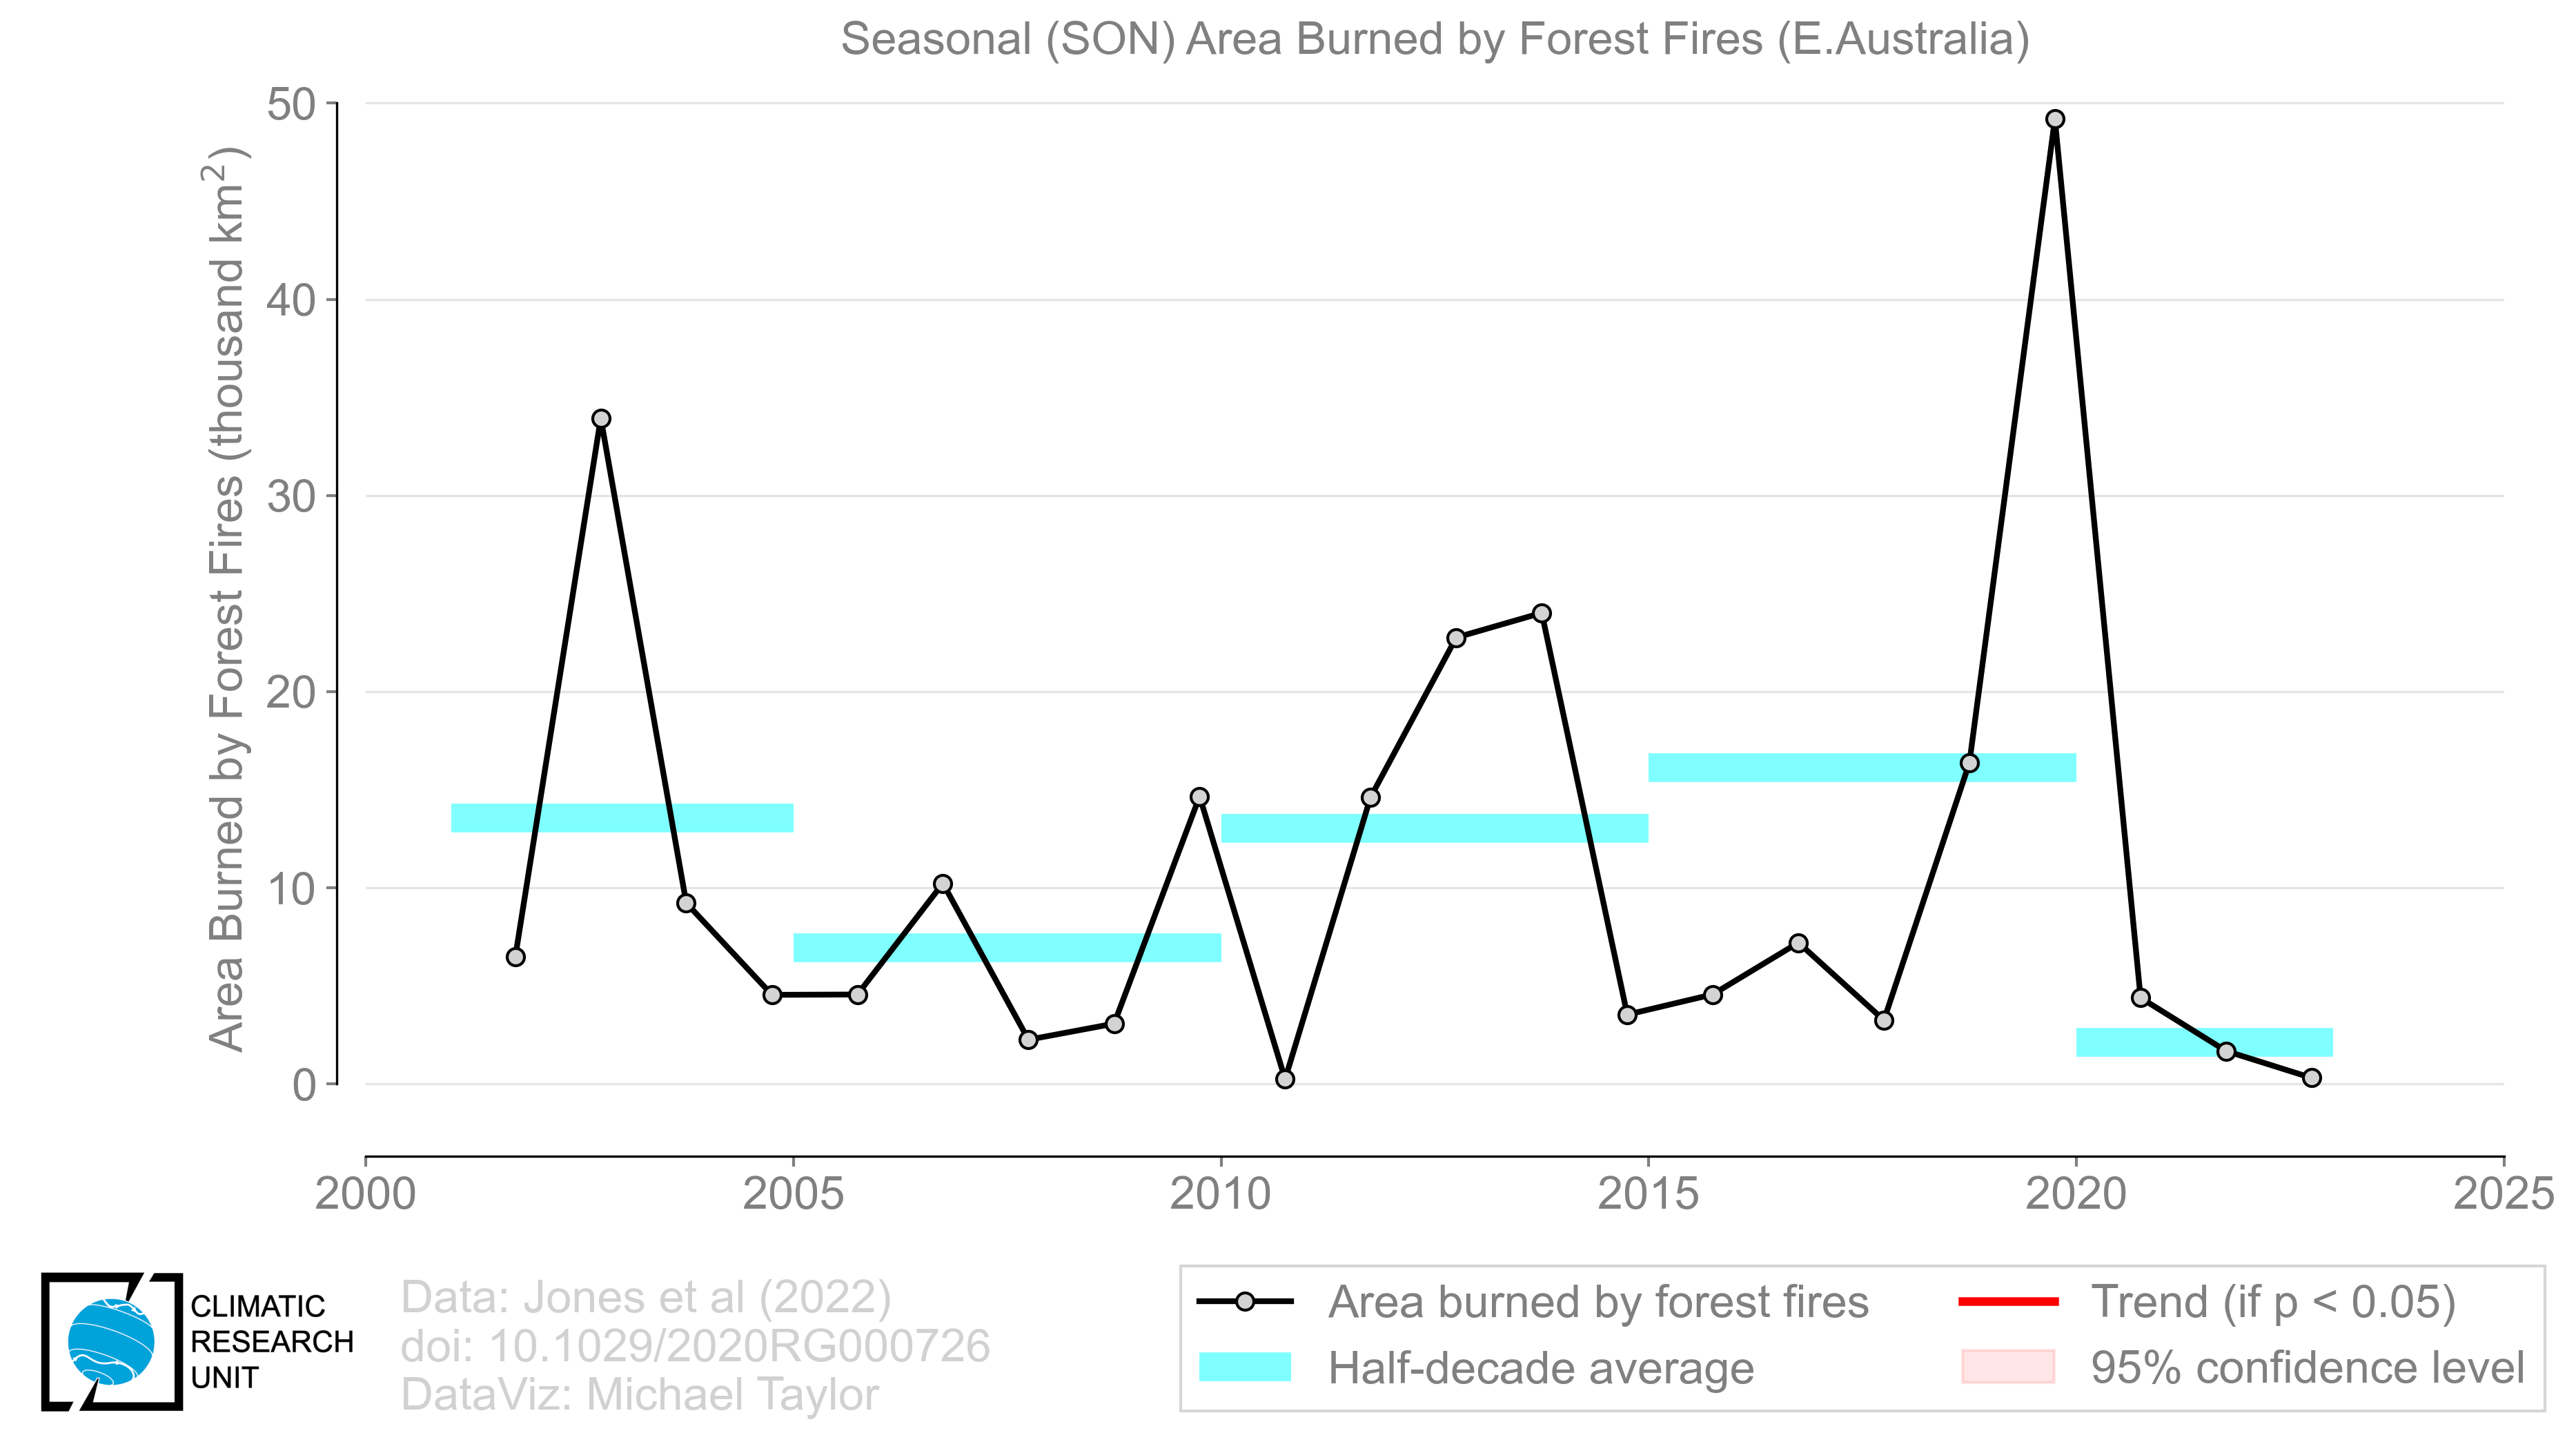 Seasonal (SON) Area Burned by Forest Fires (E.Australia)
Area Burned by Forest Fires (thousand km²)
50
40
30
20
10
0
2000 2005 2010 2015 2020 2025
CLIMATIC
RESEARCH
UNIT
Data: Jones et al (2022)
doi: 10.1029/2020RG000726
DataViz: Michael Taylor
Area burned by forest fires
Half-decade average
Trend (if p < 0.05)
95% confidence level